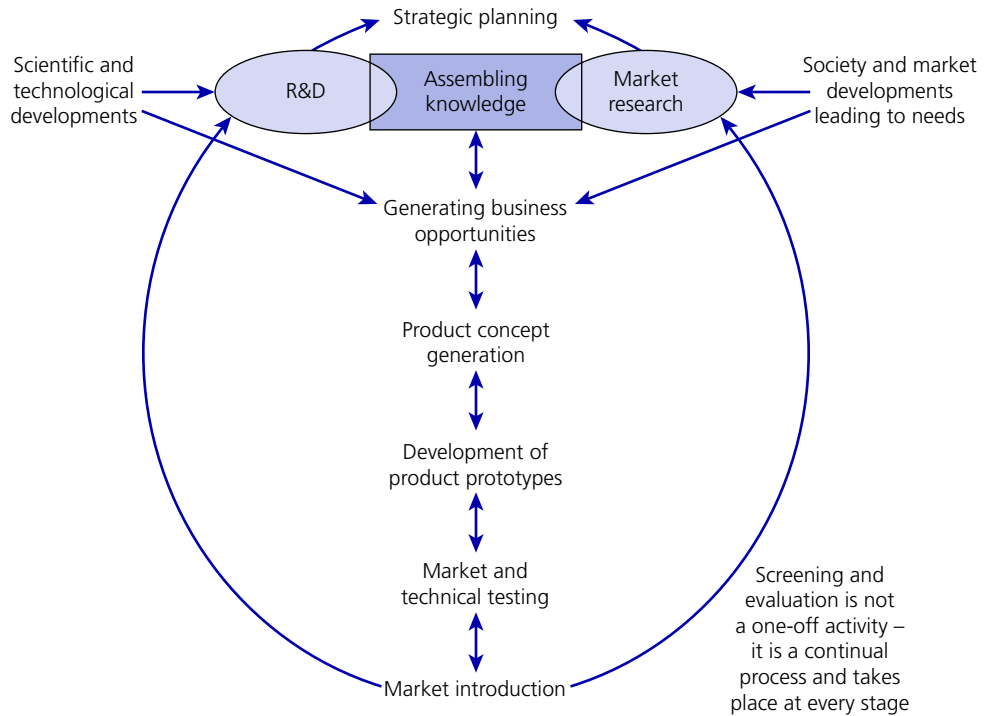 Strategic planning
Scientific and
technological
developments
R&D
Assembling
knowledge
Market
research
Society and market
developments
leading to needs
Generating business
opportunities
Product concept
generation
Development of
product prototypes
Market and
technical testing
Market introduction
Screening and
evaluation is not
a one-off activity –
it is a continual
process and takes
place at every stage